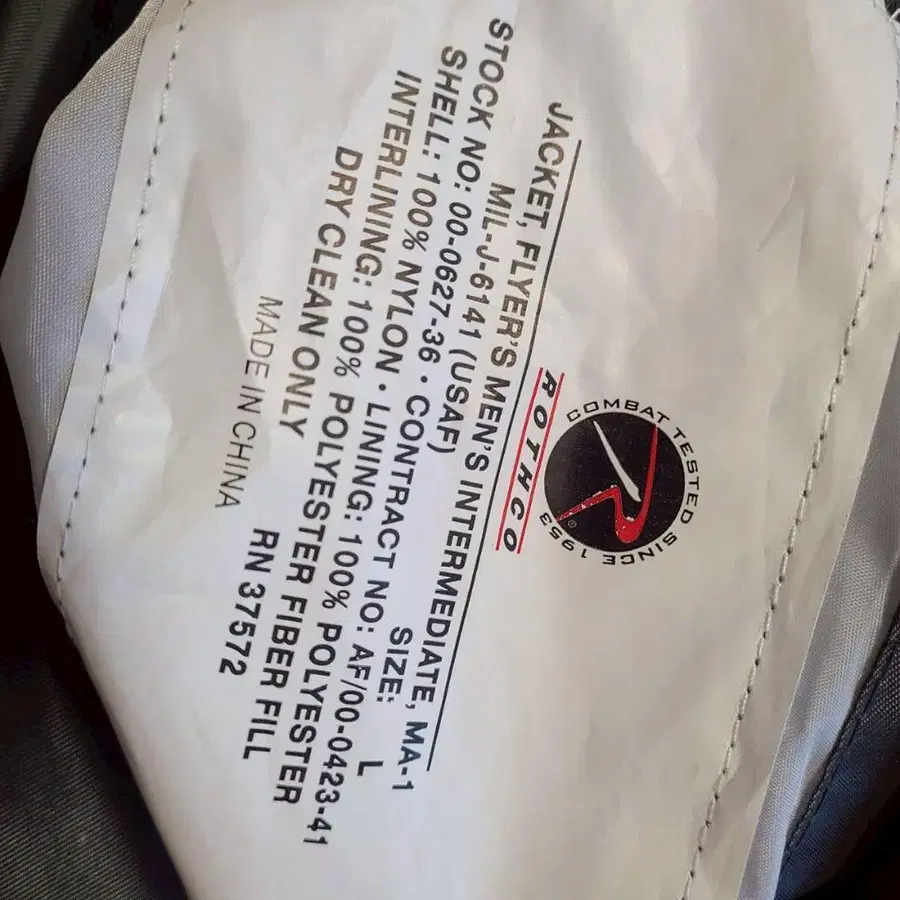 COMBAT TESTED SINCE 1953
®
ROTHCO
JACKET, FLYER'S MEN'S INTERMEDIATE, MA-1
MIL-J-6141 (USAF) SIZE: L
STOCK NO: 00-0627-36 · CONTRACT NO: AF/00-0423-41
SHELL: 100% NYLON · LINING: 100% POLYESTER
INTERLINING: 100% POLYESTER FIBER FILL
DRY CLEAN ONLY RN 37572
MADE IN CHINA